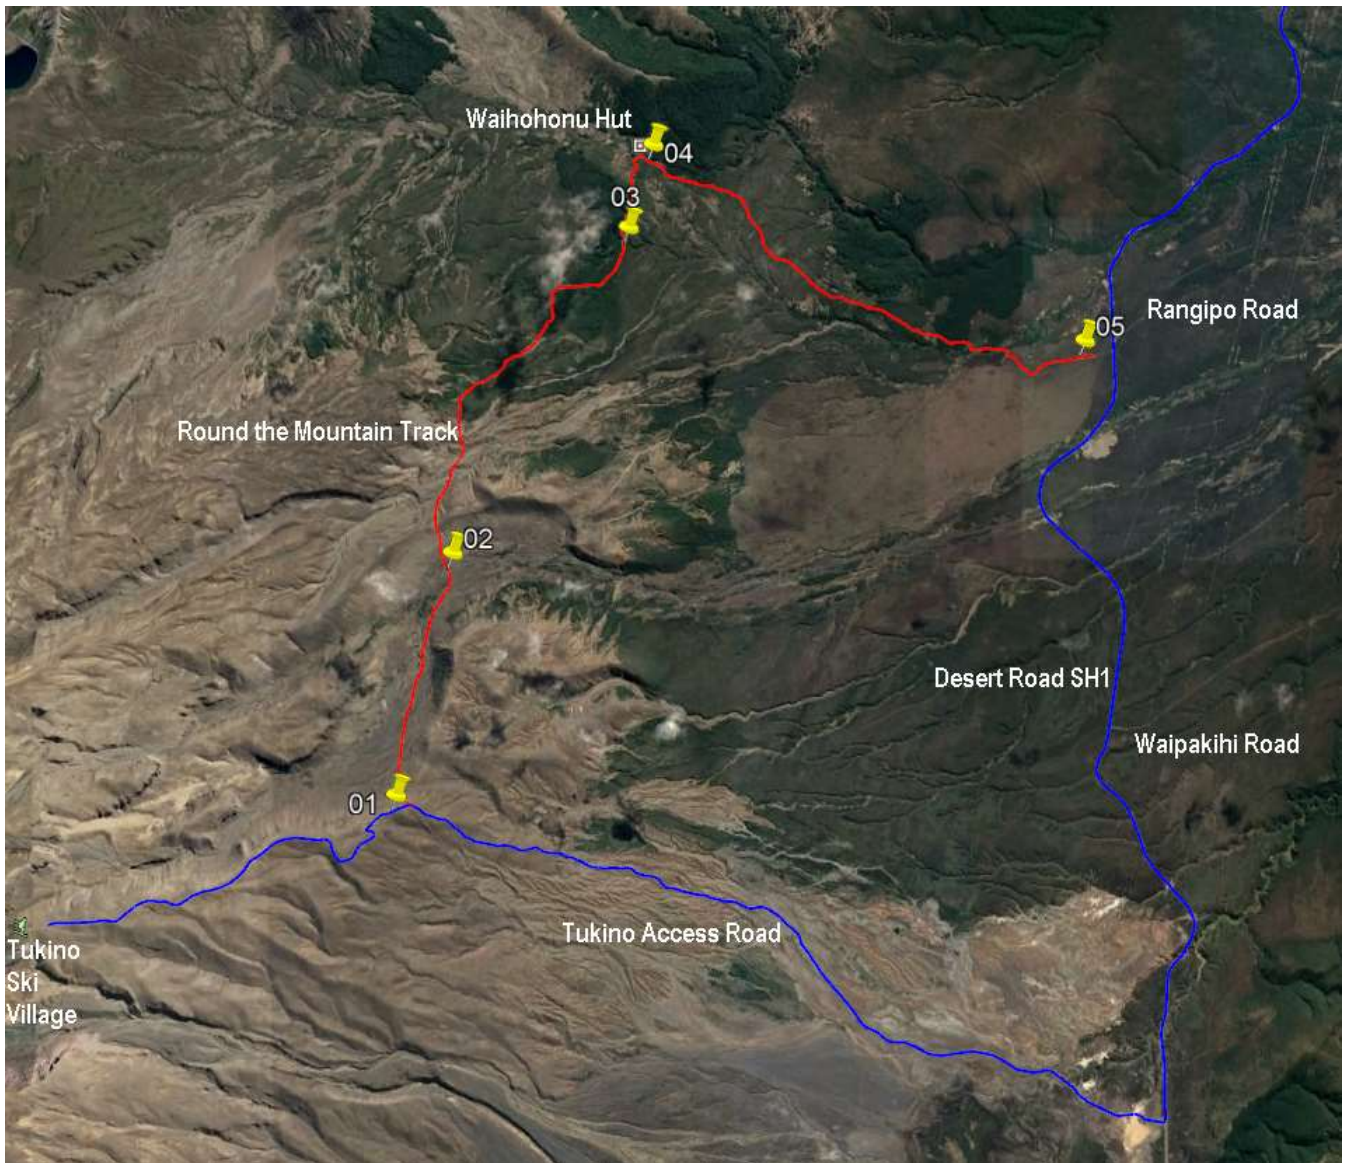 Waihohonu Hut
04
03
Rangipo Road
05
Round the Mountain Track
02
Desert Road SH1
Waipakihi Road
01
Tukino Access Road
Tukino
Ski
Village